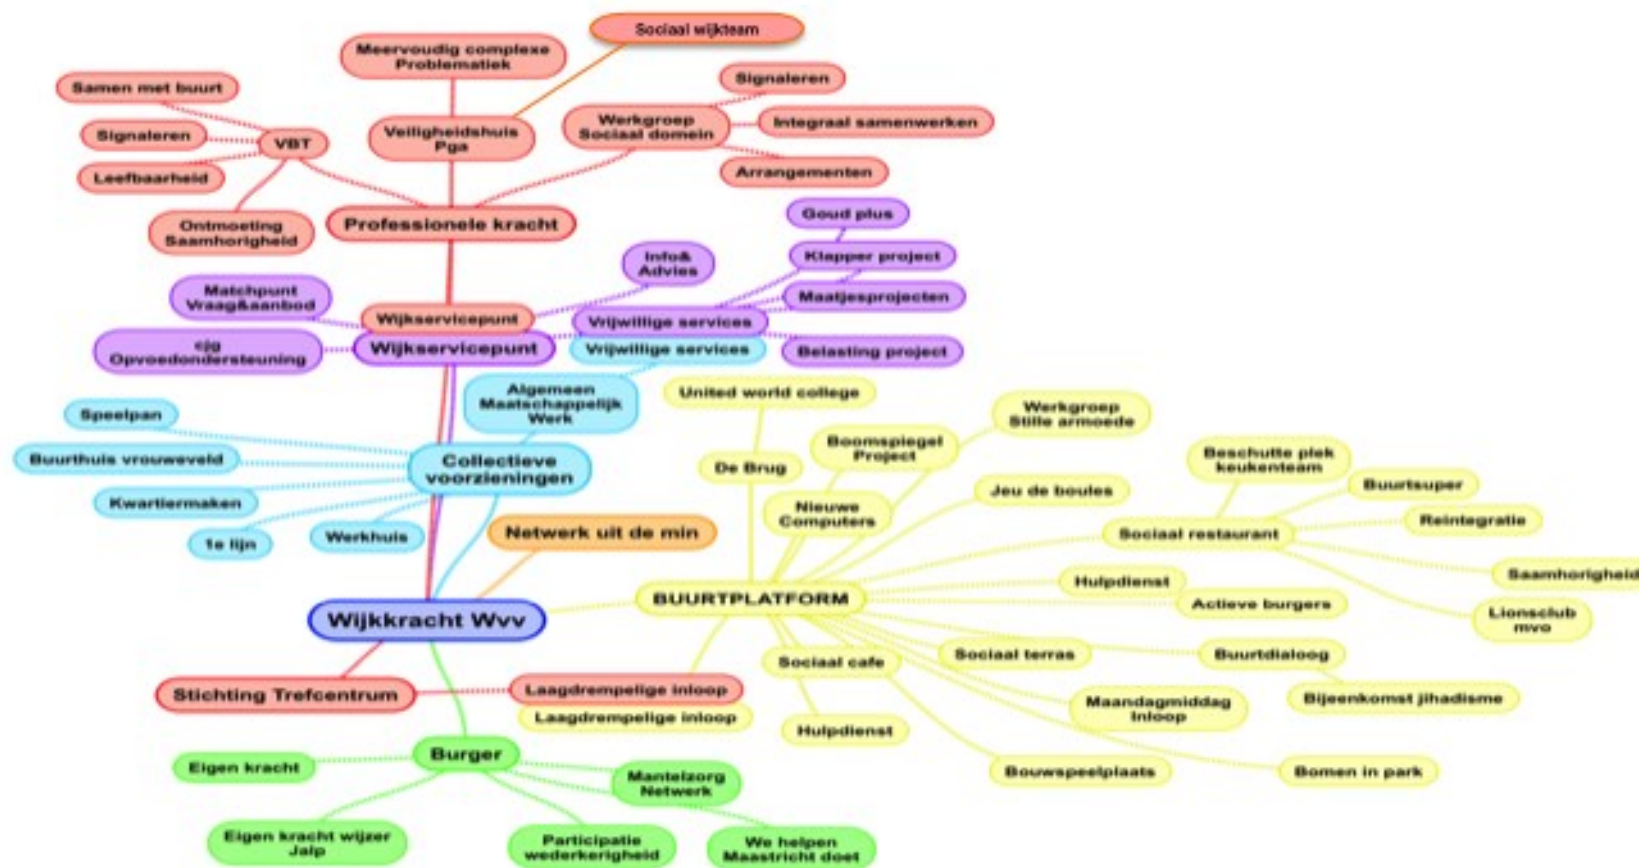 Sociaal wijkteam
Meervoudig complexe
Problematiek
Samen met buurt
Signaleren
VBT
Leefbaarheid
Ontmoeting
Saamhorigheid
Veiligheidshuis
Pga
Werkgroep
Sociaal domein
Signaleren
Integraal samenwerken
Arrangementen
Professionele kracht
Goud plus
Info&
Advies
Klapper project
Matchpunt
Vraag&aanbod
Maatjesprojecten
Wijkservicepunt
Vrijwillige services
cjg
Opvoedondersteuning
Wijkservicepunt
Vrijwillige services
Belasting project
Algemeen
Maatschappelijk
Werk
Speelpan
Buurthuis vrouweveld
Collectieve
voorzieningen
Kwartiermaken
1e lijn
Werkhuis
United world college
Werkgroep
Stille armoede
Boomspiegel
Project
De Brug
Beschutte plek
keukenteam
Nieuwe
Computers
Jeu de boules
Buurtsuper
Reintegratie
Sociaal restaurant
Netwerk uit de min
Saamhorigheid
Hulpdienst
BUURTPLATFORM
Actieve burgers
Lionsclub
mvo
Wijkkracht Wvv
Sociaal cafe
Sociaal terras
Buurtdialoog
Stichting Trefcentrum
Laagdrempelige inloop
Laagdrempelige inloop
Maandagmiddag
Inloop
Bijeenkomst jihadisme
Hulpdienst
Bouwspeelplaats
Bomen in park
Burger
Eigen kracht
Mantelzorg
Netwerk
Eigen kracht wijzer
Jalp
Participatie
wederkerigheid
We helpen
Maastricht doet